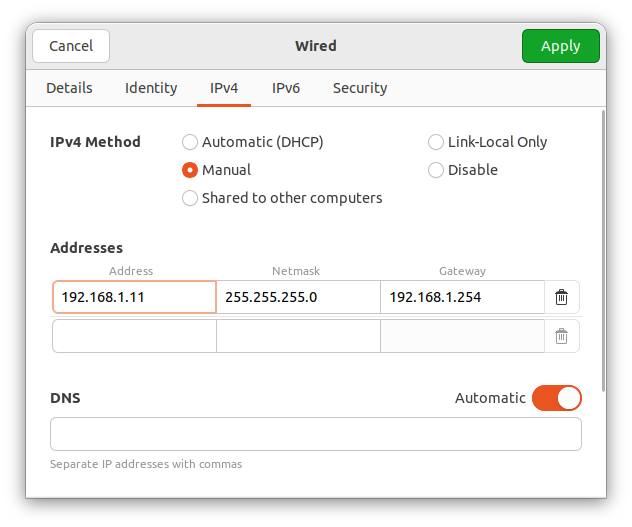 Cancel Wired Apply
Details Identity IPv4 IPv6 Security
IPv4 Method Automatic (DHCP) Link-Local Only
Manual Disable
Shared to other computers
Addresses
Address Netmask Gateway
192.168.1.11 255.255.255.0 192.168.1.254
DNS Automatic
Separate IP addresses with commas